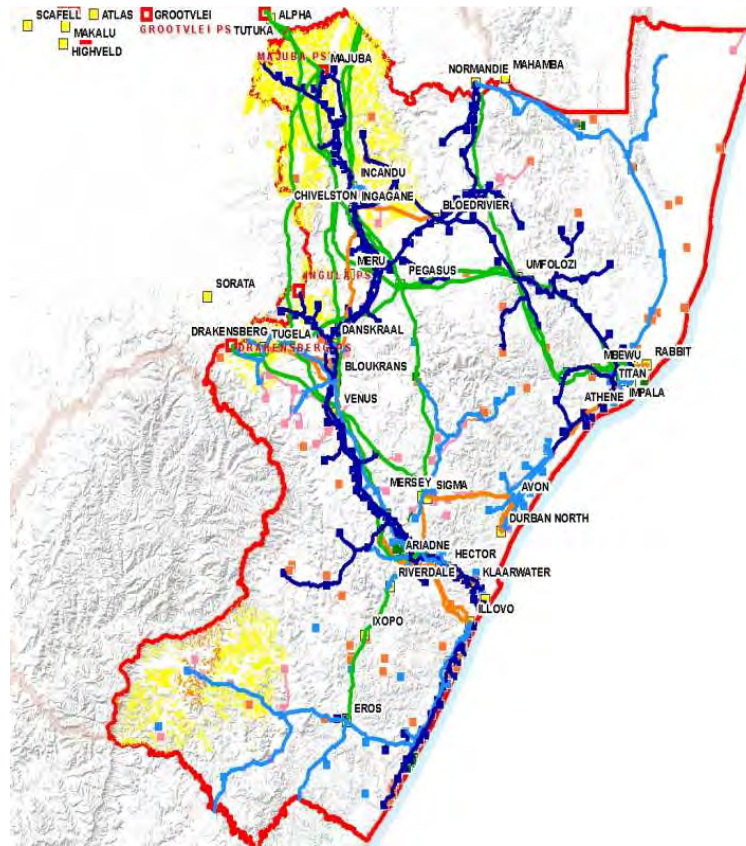 SCAFELL
ATLAS
GROOTVLEI
ALPHA
MAKALU
GROOTVLEI PS
TUTUKA
HIGHVELD
MAJUBA PS
MAJUBA
NORMANDIE
MAHAMBA
INCANDU
CHIVELSTON
INGAGANE
BLOEDRIVIER
MERU
PEGASUS
UMFOLOZI
INGULA PS
SORATA
DRAKENSBERG
TUGELA
DANSKRAAL
DRAKENSBERG PS
MBEWU
RABBIT
BLOUKRANS
TITAN
IMPALA
VENUS
ATHENE
MERSEY
SIGMA
AVON
DURBAN NORTH
ARIADNE
HECTOR
RIVERDALE
KLAARWATER
ILLOVO
IXOPO
EROS